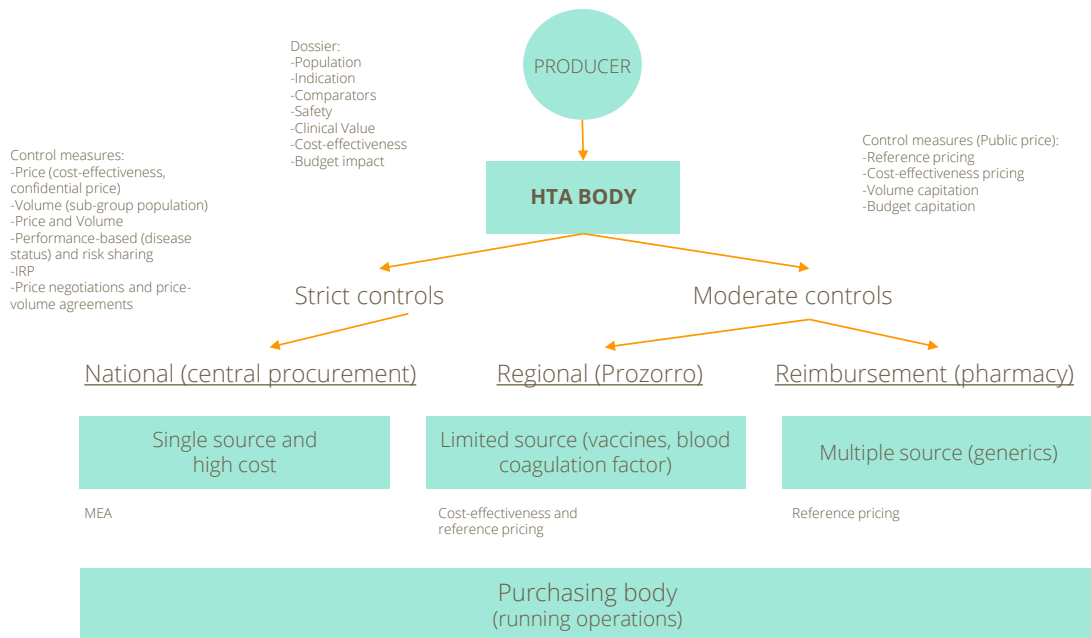 PRODUCER
Dossier:
-Population
-Indication
-Comparators
-Safety
-Clinical Value
-Cost-effectiveness
-Budget impact
Control measures:
-Price (cost-effectiveness,
confidential price)
-Volume (sub-group population)
-Price and Volume
-Performance-based (disease
status) and risk sharing
-IRP
-Price negotiations and price-
volume agreements
Control measures (Public price):
-Reference pricing
-Cost-effectiveness pricing
-Volume capitation
-Budget capitation
HTA BODY
Strict controls
Moderate controls
National (central procurement)
Regional (Prozorro)
Reimbursement (pharmacy)
Single source and
high cost
Limited source (vaccines, blood
coagulation factor)
Multiple source (generics)
MEA
Cost-effectiveness and
reference pricing
Reference pricing
Purchasing body
(running operations)